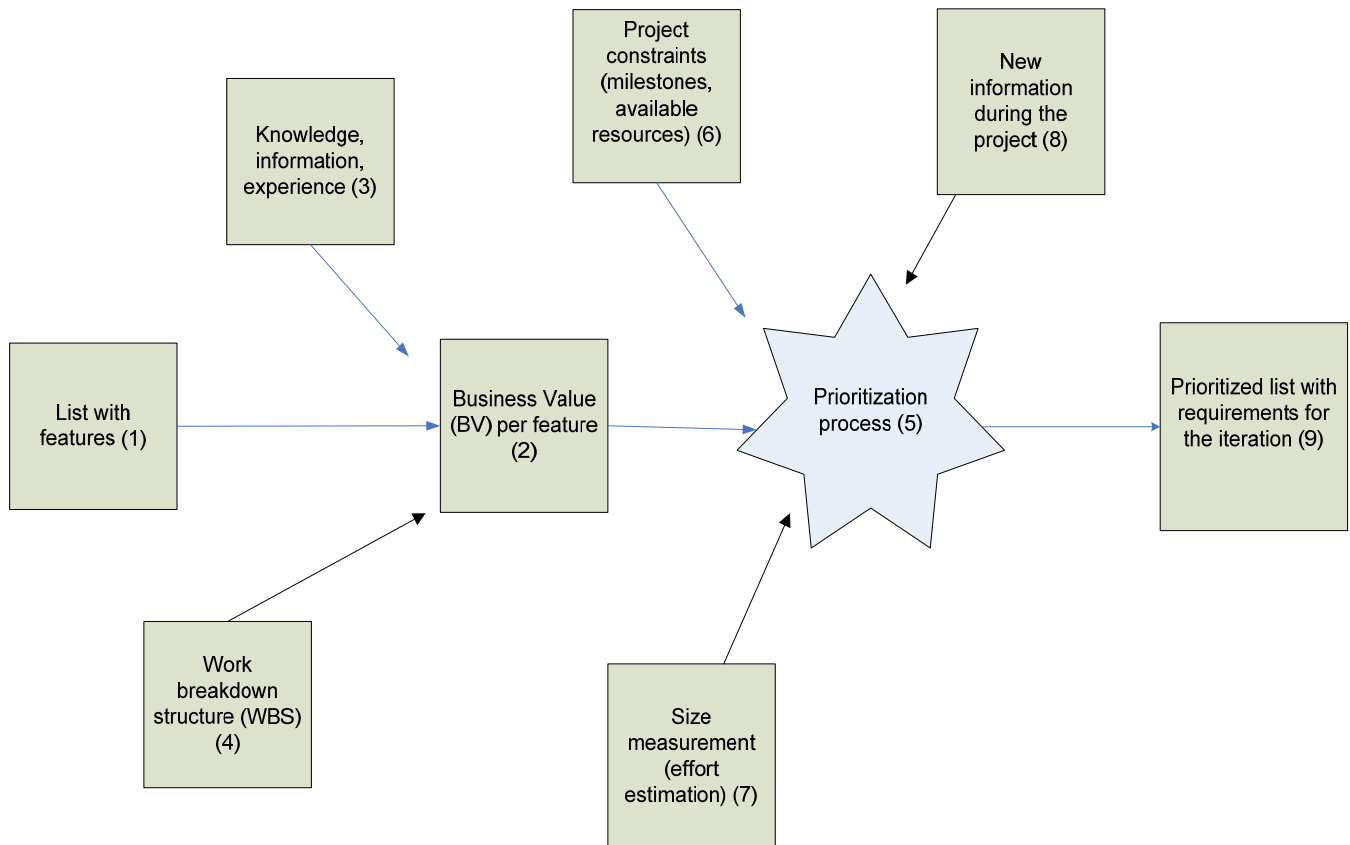 Project
constraints
(milestones,
available
resources) (6)
New
information
during the
project (8)
Knowledge,
information,
experience (3)
List with
features (1)
Business Value
(BV) per feature
(2)
Prioritization
process (5)
Prioritized list with
requirements for
the iteration (9)
Work
breakdown
structure (WBS)
(4)
Size
measurement
(effort
estimation) (7)